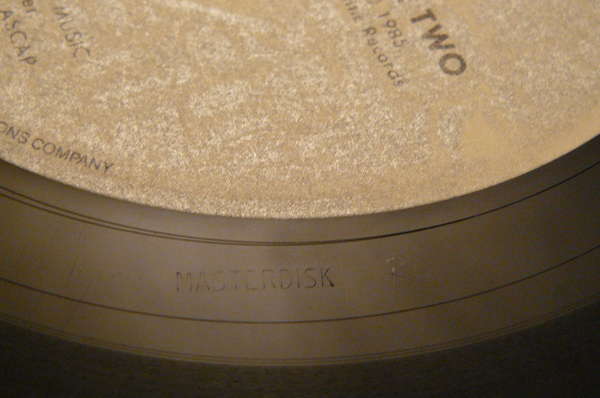 MUSIC
ASCAP
TWO
1985
Records
ONS COMPANY
MASTERDISK